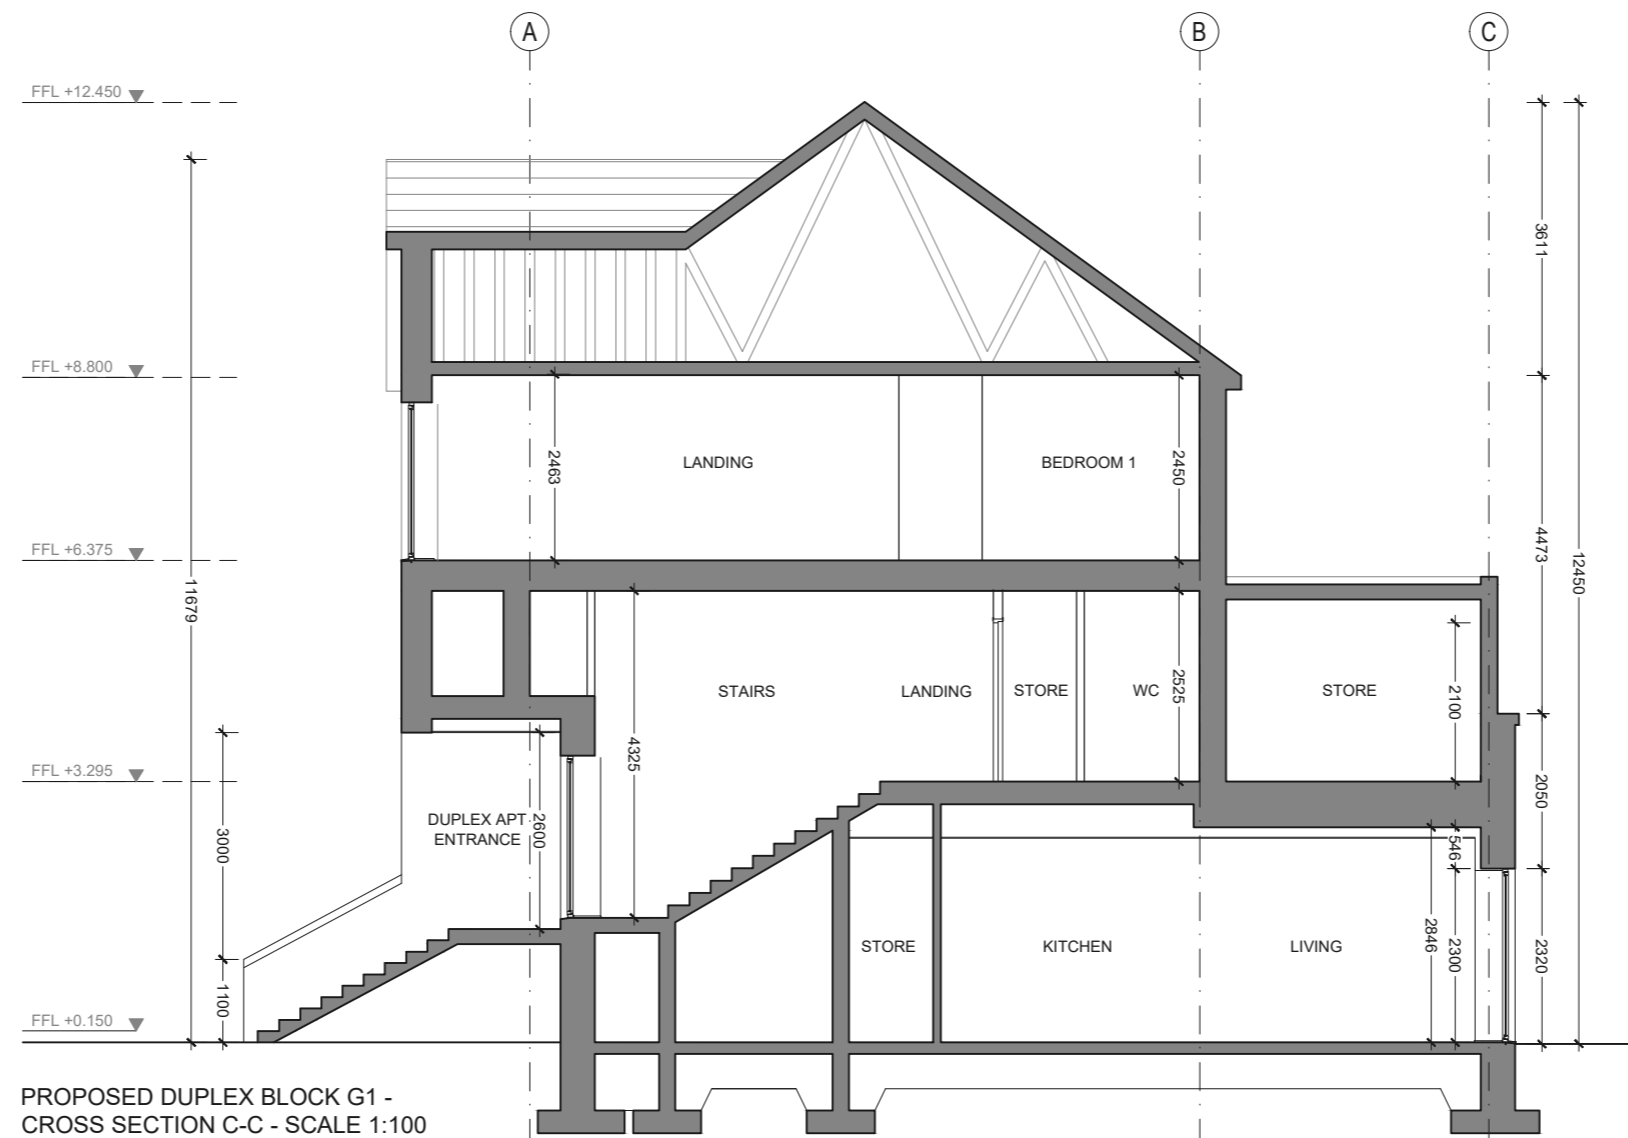 A
B
C
FFL +12.450
3611
FFL +8.800
2463
LANDING
BEDROOM 1
2450
4473
12450
FFL +6.375
11679
STAIRS
LANDING
STORE
WC
2525
STORE
2100
4325
FFL +3.295
2050
3000
DUPLEX APT
ENTRANCE
2600
546
STORE
KITCHEN
LIVING
2846
2300
2320
1100
FFL +0.150
PROPOSED DUPLEX BLOCK G1 -
CROSS SECTION C-C - SCALE 1:100